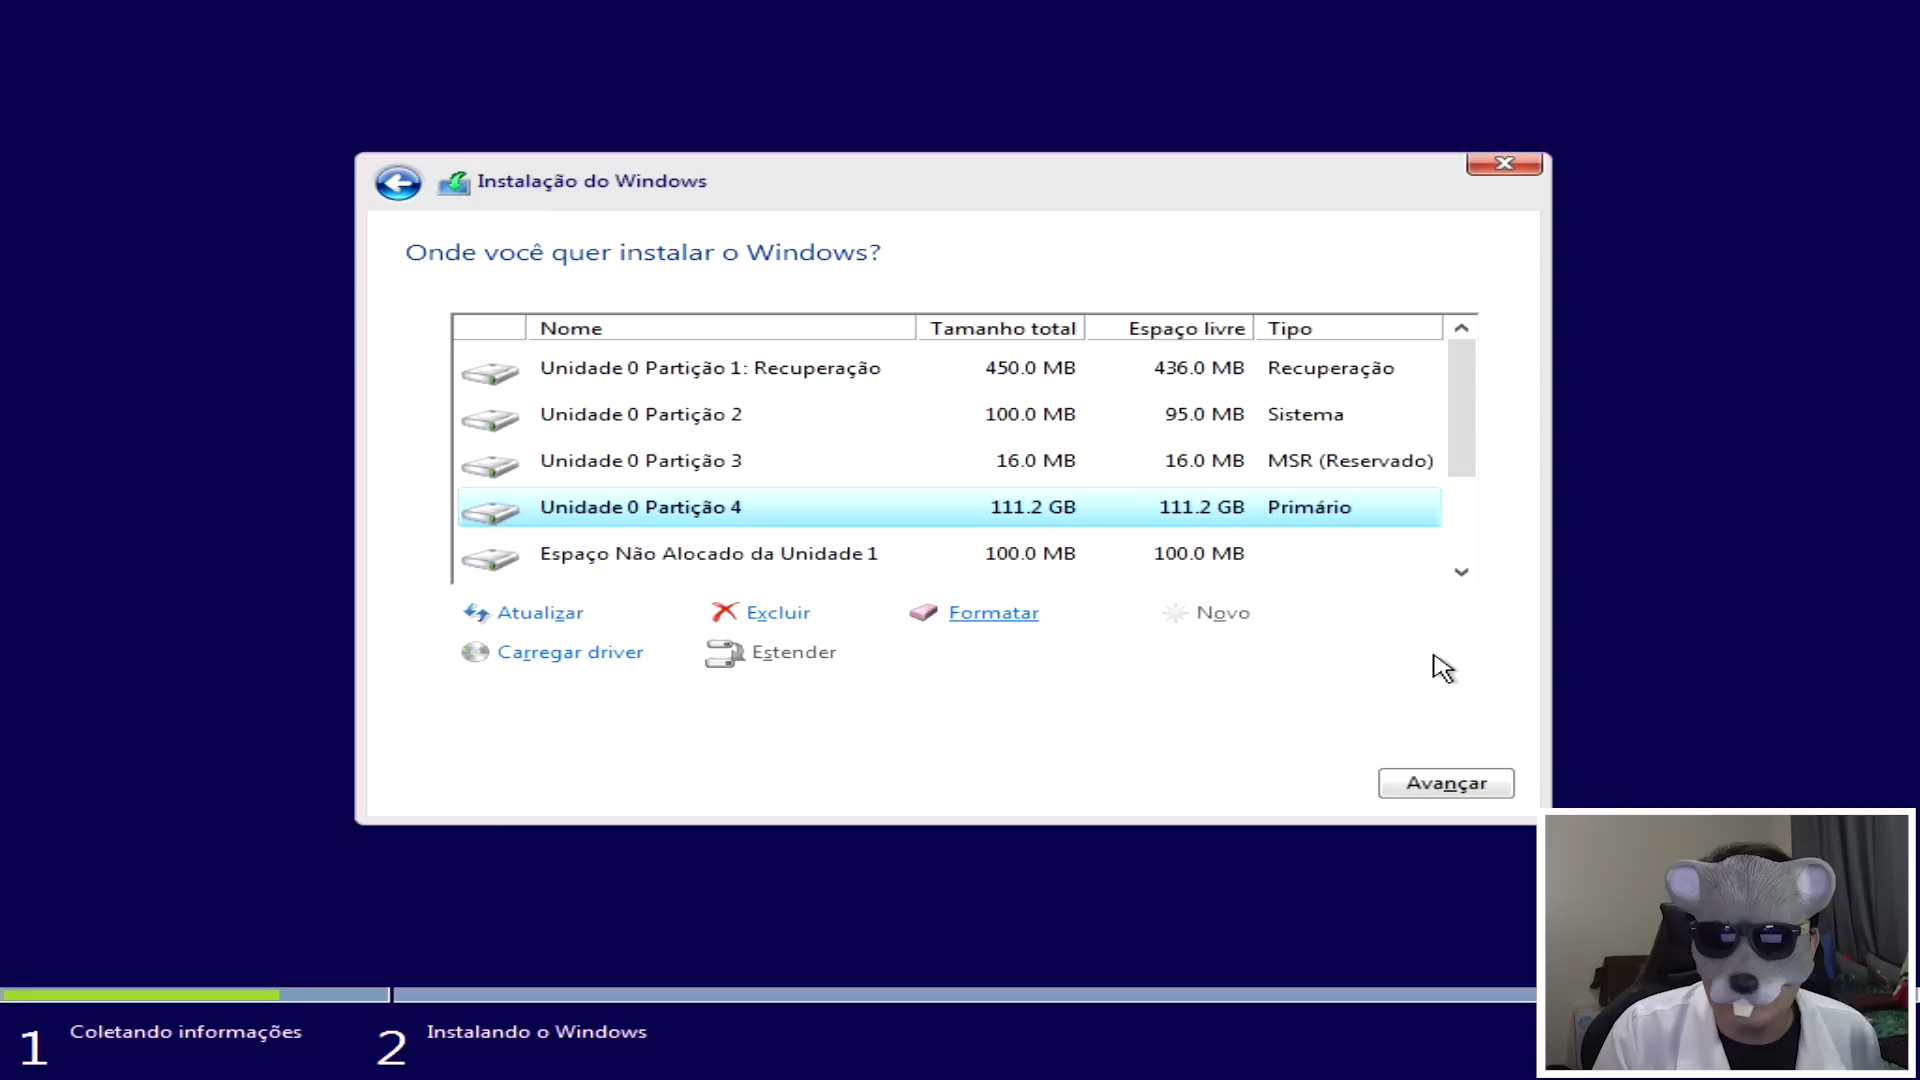 Instalação do Windows
Onde você quer instalar o Windows?
Nome Tamanho total Espaço livre Tipo
Unidade 0 Partição 1: Recuperação 450.0 MB 436.0 MB Recuperação
Unidade 0 Partição 2 100.0 MB 95.0 MB Sistema
Unidade 0 Partição 3 16.0 MB 16.0 MB MSR (Reservado)
Unidade 0 Partição 4 111.2 GB 111.2 GB Primário
Espaço Não Alocado da Unidade 1 100.0 MB 100.0 MB
Atualizar Excluir Formatar Novo
Carregar driver Estender
Avançar
1 Coletando informações 2 Instalando o Windows